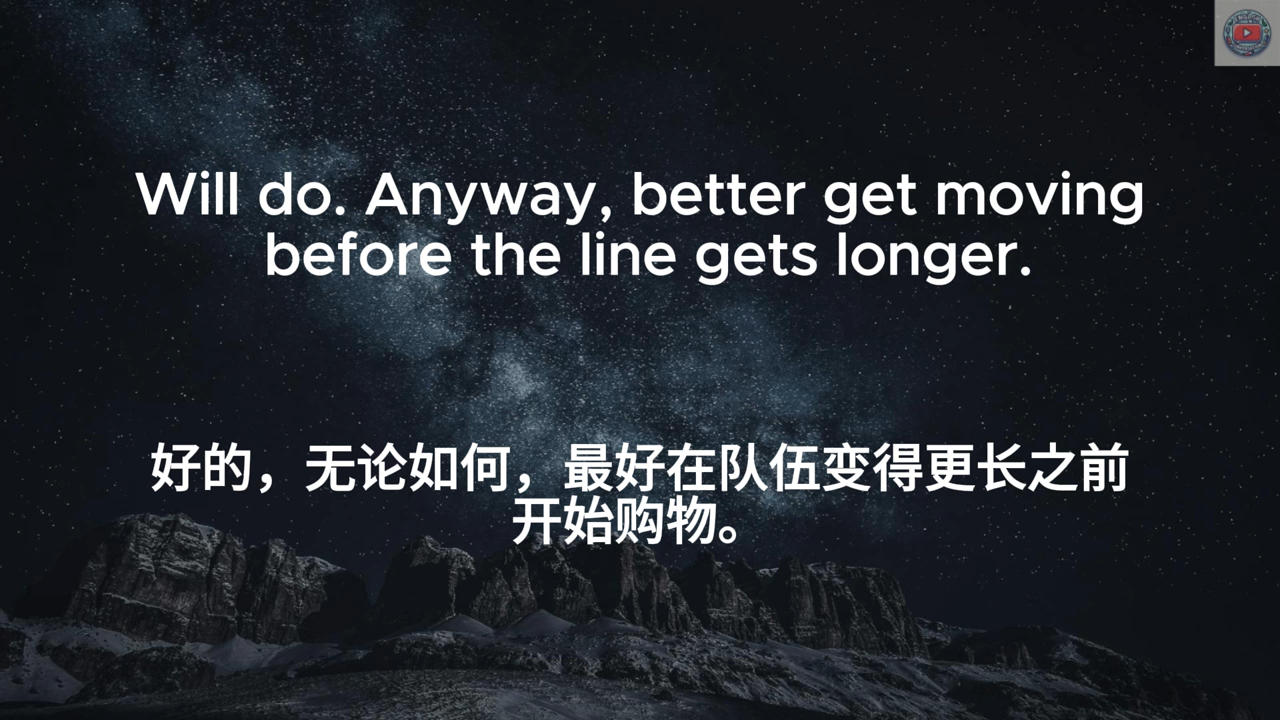 Will do. Anyway, better get moving
before the line gets longer.
好的，无论如何，最好在队伍变得更长之前
开始购物。